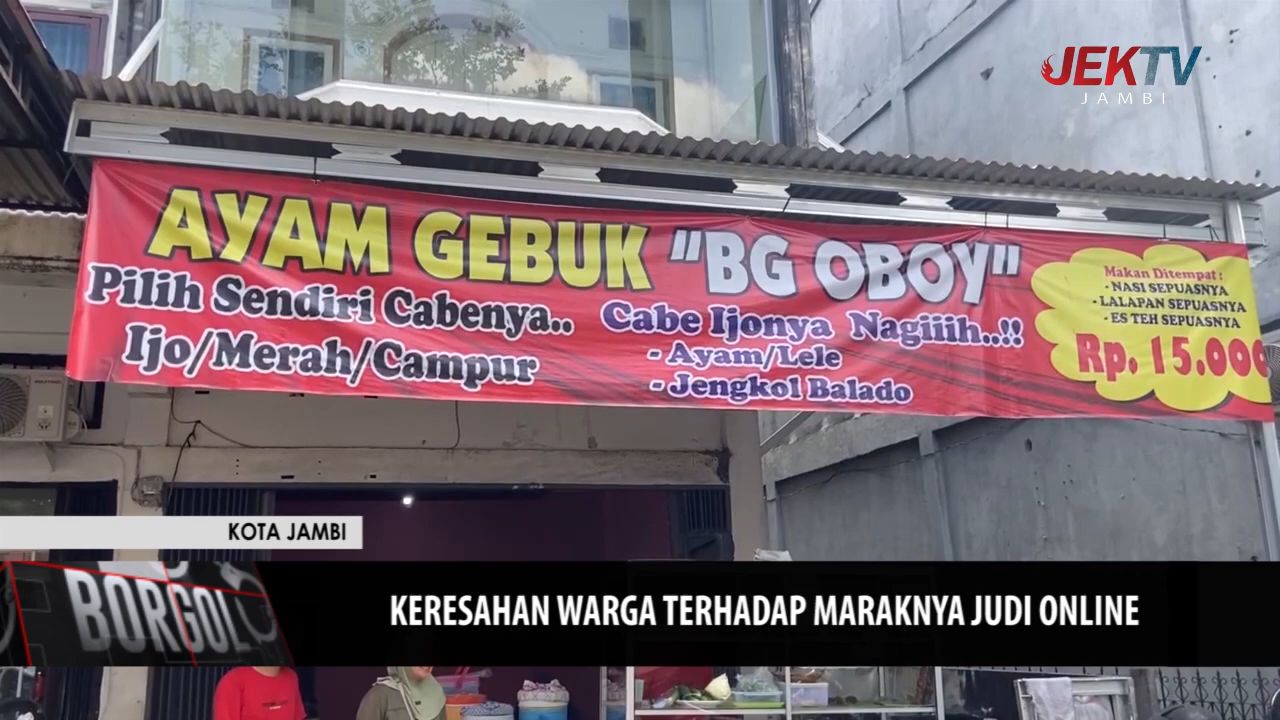 JEKTV
JAMBI
AYAM GEBUK "BG OBOY"
Pilih Sendiri Cabenya..
Ijo/Merah/Campur
Cabe Ijonya Nagiiih..!!
- Ayam/Lele
- Jengkol Balado
Makan Ditempat :
- NASI SEPUASNYA
- LALAPAN SEPUASNYA
- ES TEH SEPUASNYA
Rp. 15.000
KOTA JAMBI
BORGOL
KERESAHAN WARGA TERHADAP MARAKNYA JUDI ONLINE